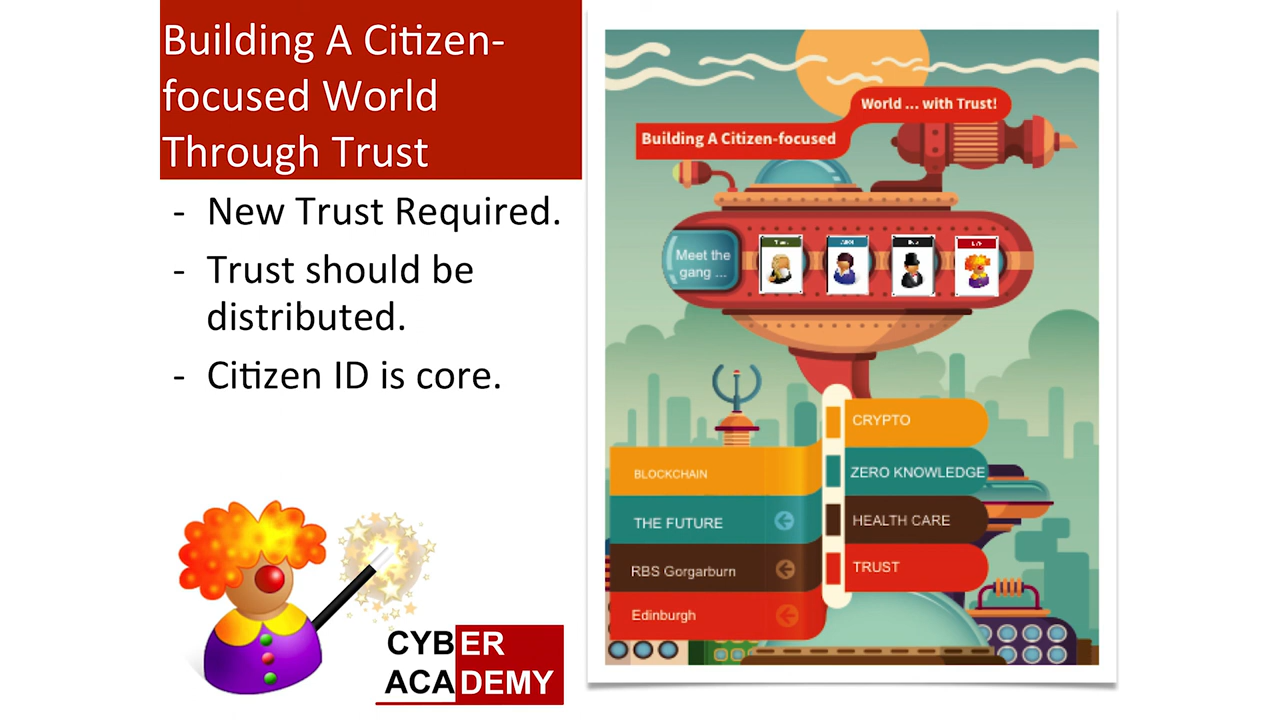 Building A Citizen-
focused World
Through Trust
- New Trust Required.
- Trust should be
distributed.
- Citizen ID is core.
CYBER
ACADEMY
World ... with Trust!
Building A Citizen-focused
Meet the
gang ...
CRYPTO
BLOCKCHAIN
ZERO KNOWLEDGE
THE FUTURE
HEALTH CARE
RBS Gorgarburn
TRUST
Edinburgh